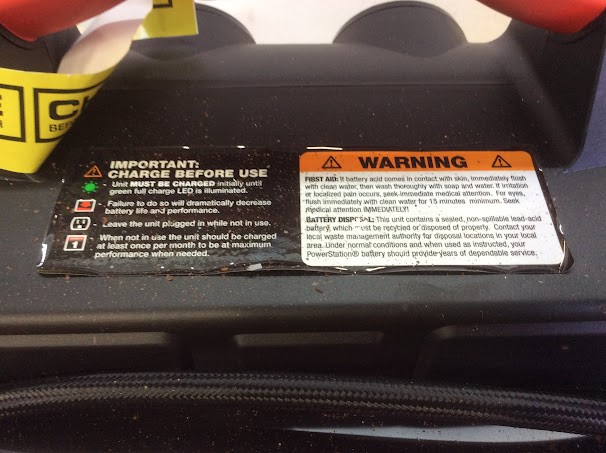 IMPORTANT:
CHARGE BEFORE USE
- Unit MUST BE CHARGED initially until
green full charge LED is illuminated.
- Failure to do so will dramatically decrease
battery life and performance.
- Leave the unit plugged in while not in use.
- When not in use the unit should be charged
at least once per month to be at maximum
performance when needed.
WARNING
FIRST AID: If battery acid comes in contact with skin, immediately flush
with clean water, then wash thoroughly with soap and water. If irritation
or localized pain occurs, seek immediate medical attention. For eyes,
flush immediately with clean water for 15 minutes minimum. Seek
medical attention IMMEDIATELY!
BATTERY DISPOSAL: This unit contains a sealed, non-spillable lead-acid
battery, which must be recycled or disposed of properly. Contact your
local waste management authority for disposal locations in your local
area. Under normal conditions and when used as instructed, your
PowerStation® battery should provide years of dependable service.